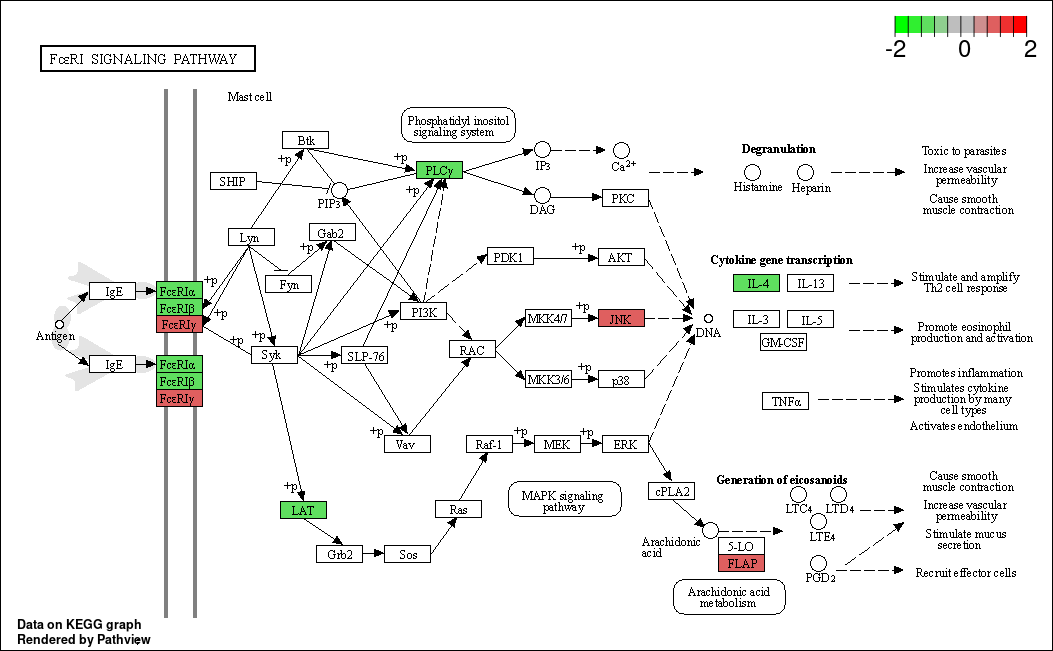 -2 0 2
FcεRI SIGNALING PATHWAY
Mast cell
Phosphatidyl inositol
signaling system
Btk
+p
+p
PLCγ
+p
SHIP
PIP3
IP3
Ca2+
DAG
PKC
Degranulation
Histamine
Heparin
Toxic to parasites
Increase vascular
permeability
Cause smooth
muscle contraction
Lyn
Gab2
+p
Fyn
PDK1
+p
AKT
Cytokine gene transcription
IL-4
IL-13
Stimulate and amplify
Th2 cell response
IgE
FcεRIα
FcεRIβ
FcεRIγ
+p
+p
Antigen
IgE
FcεRIα
FcεRIβ
FcεRIγ
+p
Syk
+p
SLP-76
PI3K
+p
RAC
MKK4/7
+p
JNK
MKK3/6
+p
p38
DNA
IL-3
IL-5
GM-CSF
Promote eosinophil
production and activation
TNFα
Promotes inflammation
Stimulates cytokine
production by many
cell types
Activates endothelium
+p
Vav
Raf-1
+p
MEK
+p
ERK
+p
LAT
Grb2
Sos
Ras
MAPK signaling
pathway
cPLA2
Generation of eicosanoids
LTC4
LTD4
LTE4
PGD2
Arachidonic
acid
5-LO
FLAP
Arachidonic acid
metabolism
Cause smooth
muscle contraction
Increase vascular
permeability
Stimulate mucus
secretion
Recruit effector cells
Data on KEGG graph
Rendered by Pathview